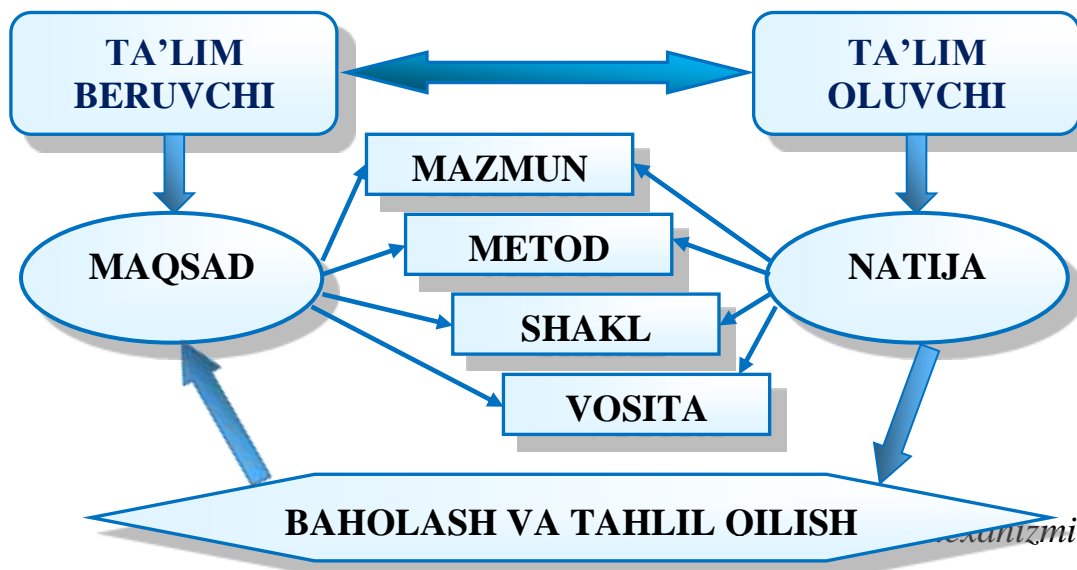 TA’LIM
BERUVCHI
TA’LIM
OLUVCHI
MAZMUN
METOD
MAQSAD
NATIJA
SHAKL
VOSITA
BAHOLASH VA TAHLIL OILISH